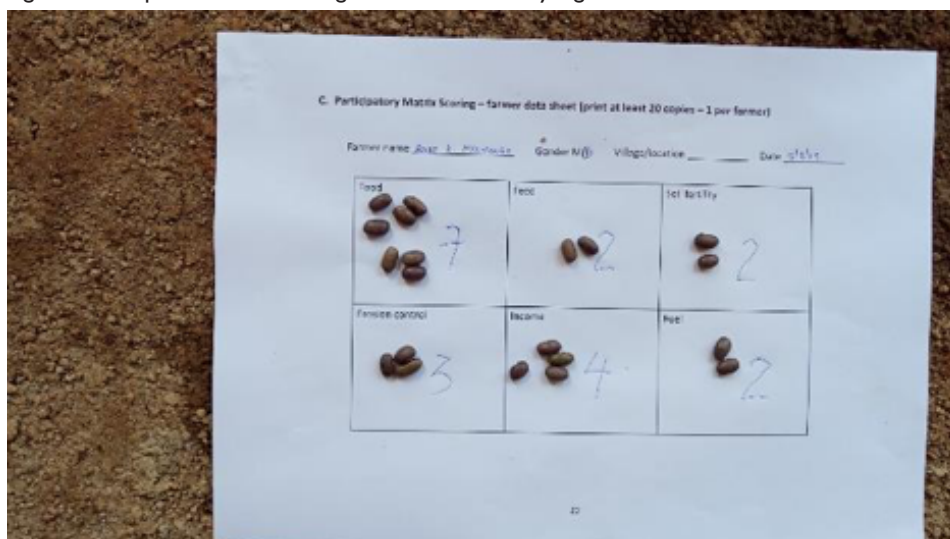 C. Participatory Matrix Scoring – farmer data sheet (print at least 20 copies – 1 per farmer)
Farmer name Gender M/F Village/location Date
Food Feed Soil fertility
7 2 2
Erosion control Income Fuel
3 4 2